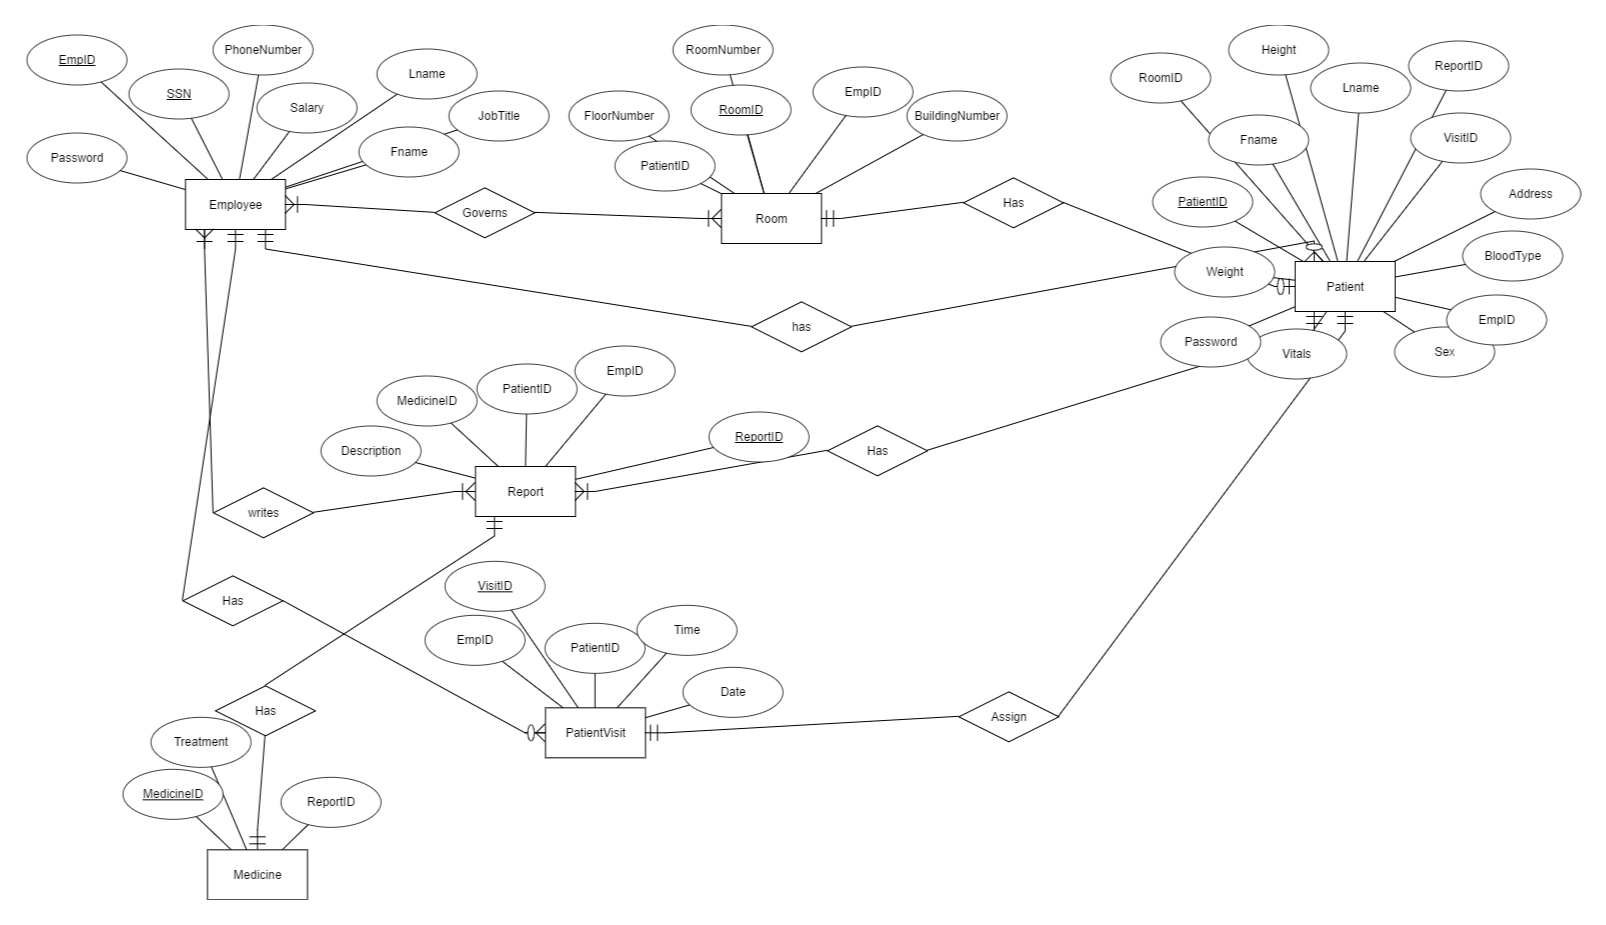 PhoneNumber
RoomNumber
Height
EmpID
Lname
ReportID
RoomID
Lname
SSN
Salary
EmpID
RoomID
JobTitle
FloorNumber
BuildingNumber
VisitID
Fname
Fname
Password
PatientID
Address
PatientID
Employee
Governs
Room
Has
BloodType
Weight
Patient
has
EmpID
Password
Vitals
Sex
EmpID
PatientID
MedicineID
ReportID
Description
Has
Report
writes
VisitID
Has
Time
EmpID
PatientID
Date
Has
Assign
PatientVisit
Treatment
MedicineID
ReportID
Medicine